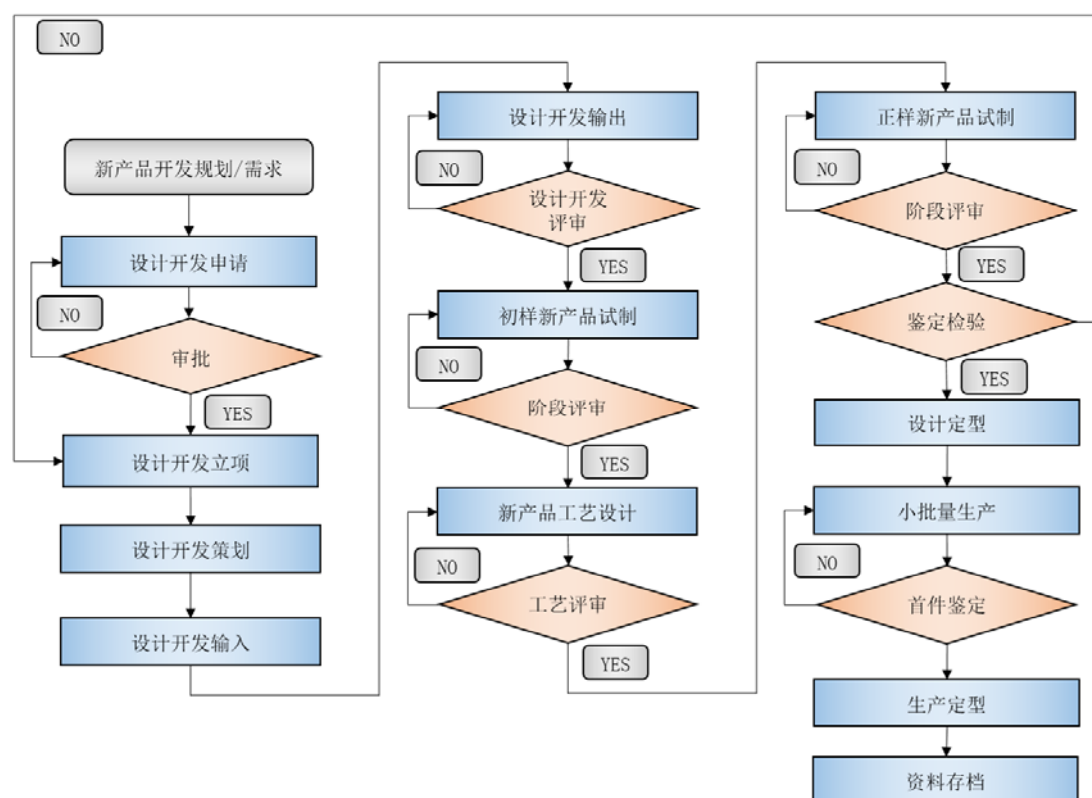 NO
新产品开发规划/需求
设计开发申请
NO
审批
YES
设计开发立项
设计开发策划
设计开发输入
设计开发输出
NO
设计开发
评审
YES
初样新产品试制
NO
阶段评审
YES
新产品工艺设计
NO
工艺评审
YES
正样新产品试制
NO
阶段评审
YES
鉴定检验
YES
设计定型
小批量生产
NO
首件鉴定
生产定型
资料存档